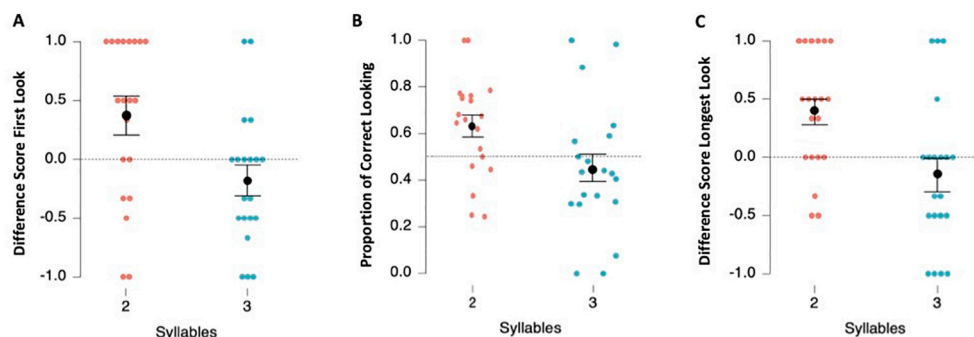 A
Difference Score First Look
1.0
0.5
0.0
-0.5
-1.0
2 3
Syllables
B
Proportion of Correct Looking
1.0
0.8
0.6
0.4
0.2
0.0
2 3
Syllables
C
Difference Score Longest Look
1.0
0.5
0.0
-0.5
-1.0
2 3
Syllables